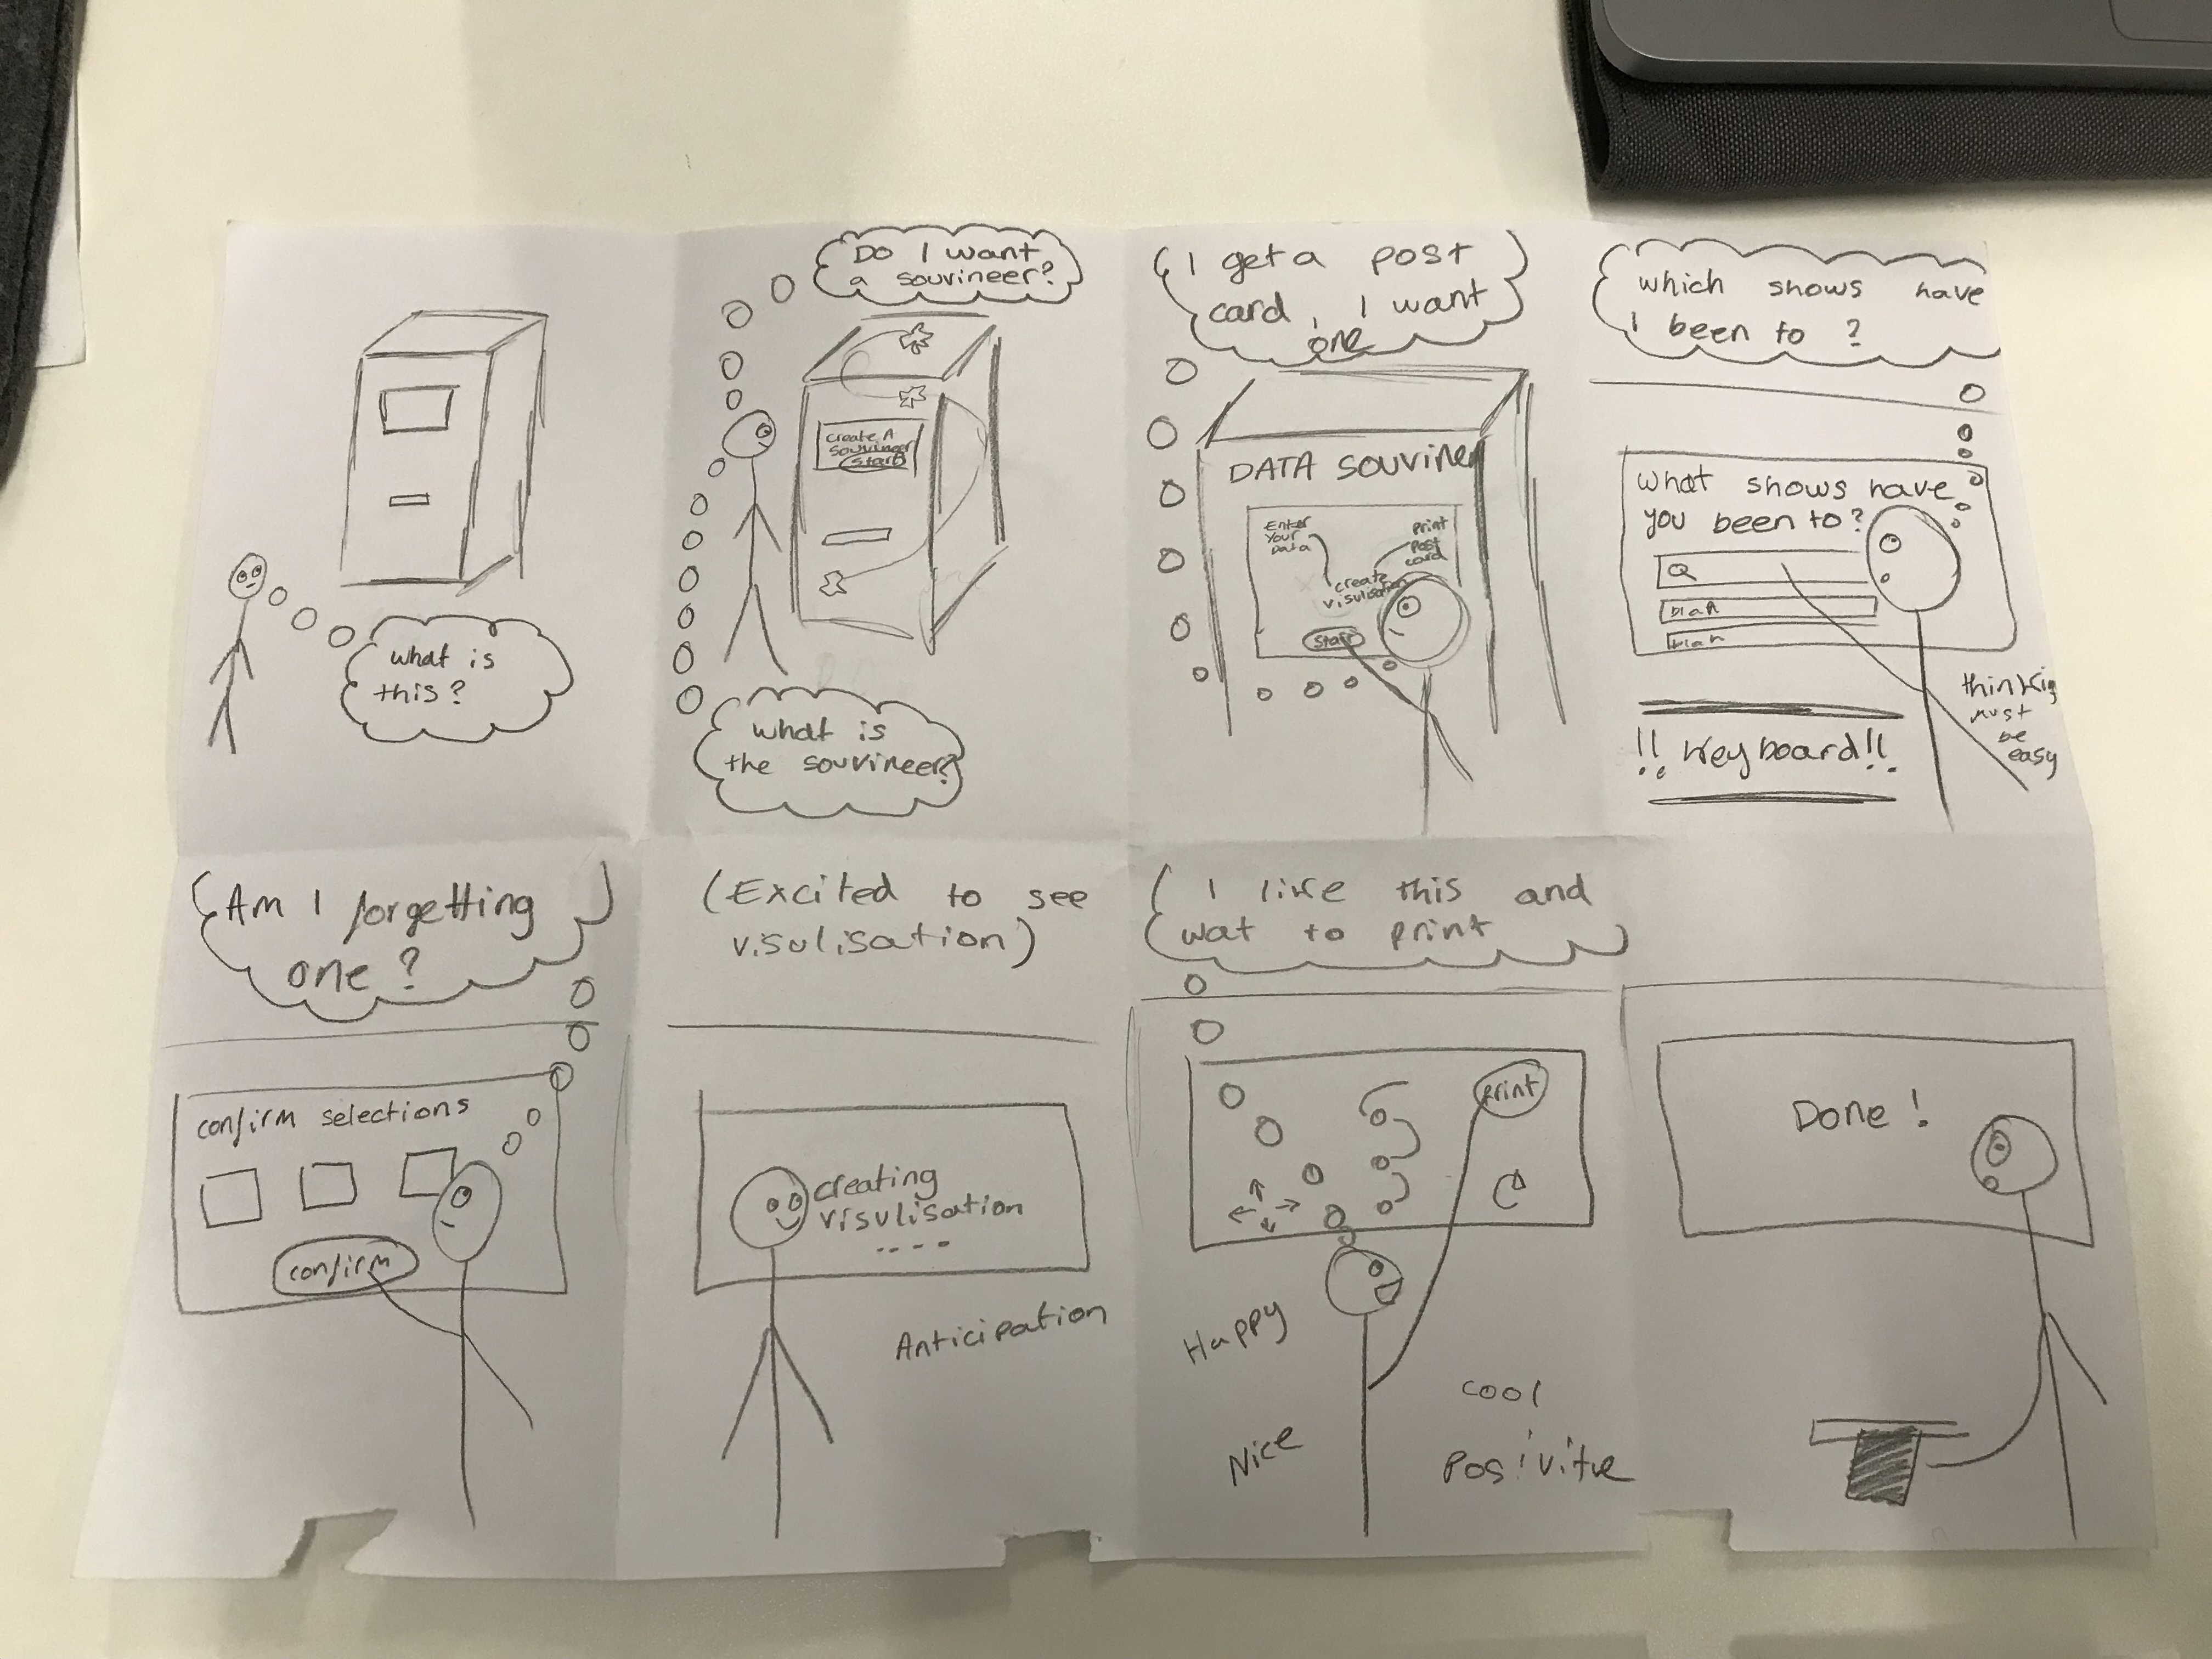 what is
this?
Do I want
a souvineer?
create A
souvineer
start
what is
the souvineer?
I get a post
card, I want
one
DATA SOUVINER
Enter
Your
Data
create
visulisation
print
post
card
start
which shows have
I been to ?
What shows have
you been to?
Q
blah
blah
!! Keyboard!!
thinking
must
be
easy
Am I forgetting
one ?
confirm selections
confirm
(Excited to see
visulisation)
creating
visulisation
....
Anticipation
I like this and
wat to print
print
Happy
Nice
cool
Posivitve
Done !